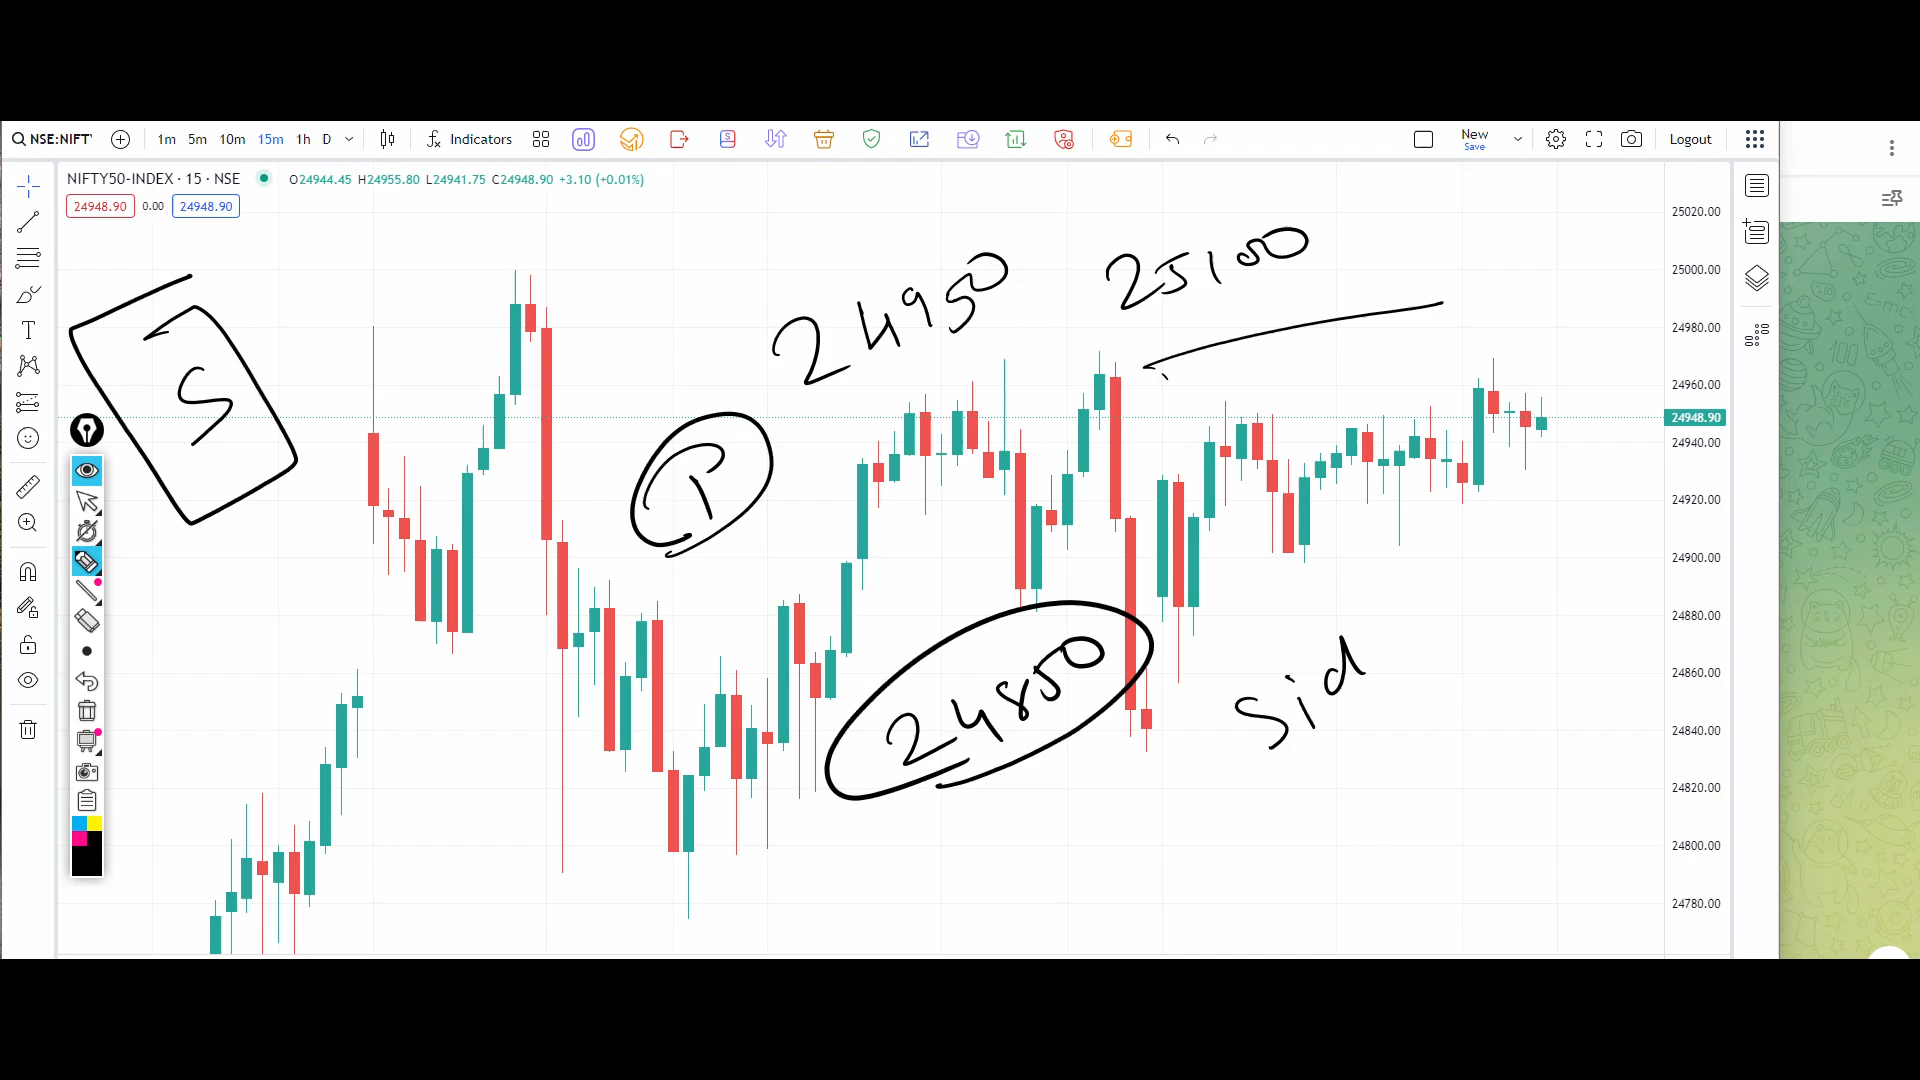 NSE:NIFTY
1m 5m 10m 15m 1h D
Indicators
New
Save
Logout
NIFTY50-INDEX · 15 · NSE
O24944.45 H24955.80 L24941.75 C24948.90 +3.10 (+0.01%)
24948.90 0.00 24948.90
25020.00
25000.00
24980.00
24960.00
24948.90
24940.00
24920.00
24900.00
24880.00
24860.00
24840.00
24820.00
24800.00
24780.00
S
P
24950
25100
24850
Sid